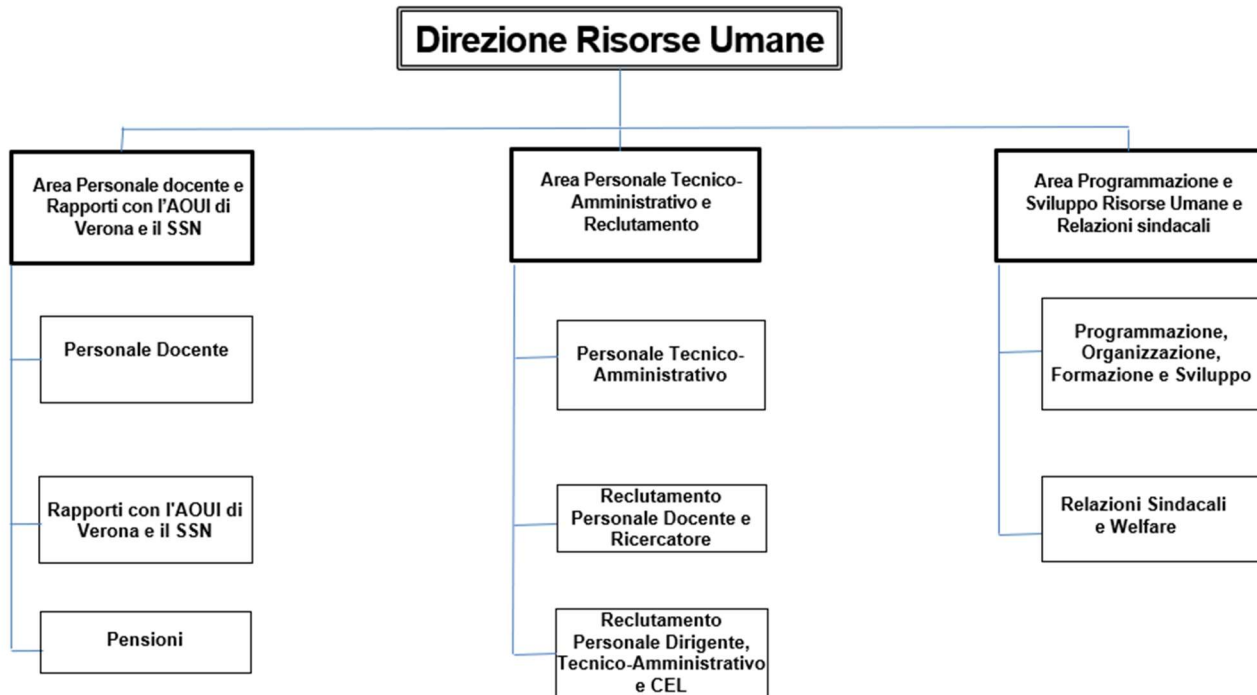 Direzione Risorse Umane
Area Personale docente e
Rapporti con l'AOUI di
Verona e il SSN
Personale Docente
Rapporti con l'AOUI di
Verona e il SSN
Pensioni
Area Personale Tecnico-
Amministrativo e
Reclutamento
Personale Tecnico-
Amministrativo
Reclutamento
Personale Docente e
Ricercatore
Reclutamento
Personale Dirigente,
Tecnico-Amministrativo
e CEL
Area Programmazione e
Sviluppo Risorse Umane e
Relazioni sindacali
Programmazione,
Organizzazione,
Formazione e Sviluppo
Relazioni Sindacali
e Welfare